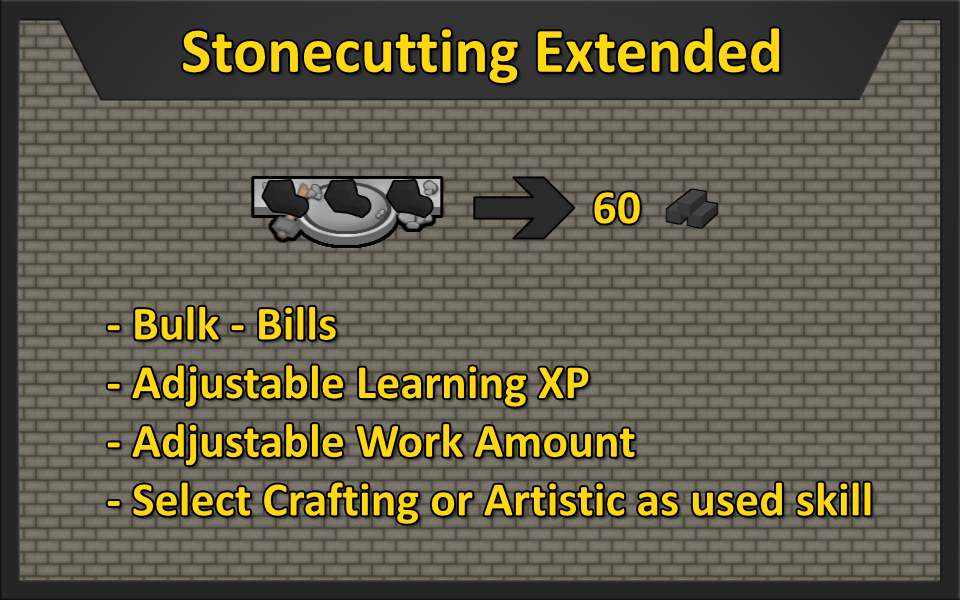 Stonecutting Extended
60
- Bulk - Bills
- Adjustable Learning XP
- Adjustable Work Amount
- Select Crafting or Artistic as used skill